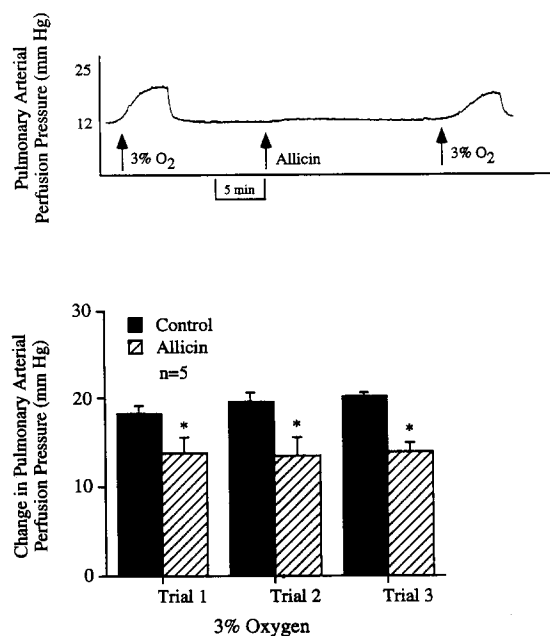 Pulmonary Arterial
Perfusion Pressure (mm Hg)
25
12
3% O2
Allicin
3% O2
5 min
Change in Pulmonary Arterial
Perfusion Pressure (mm Hg)
30
20
10
0
Control
Allicin
n=5
*
*
*
Trial 1
Trial 2
Trial 3
3% Oxygen